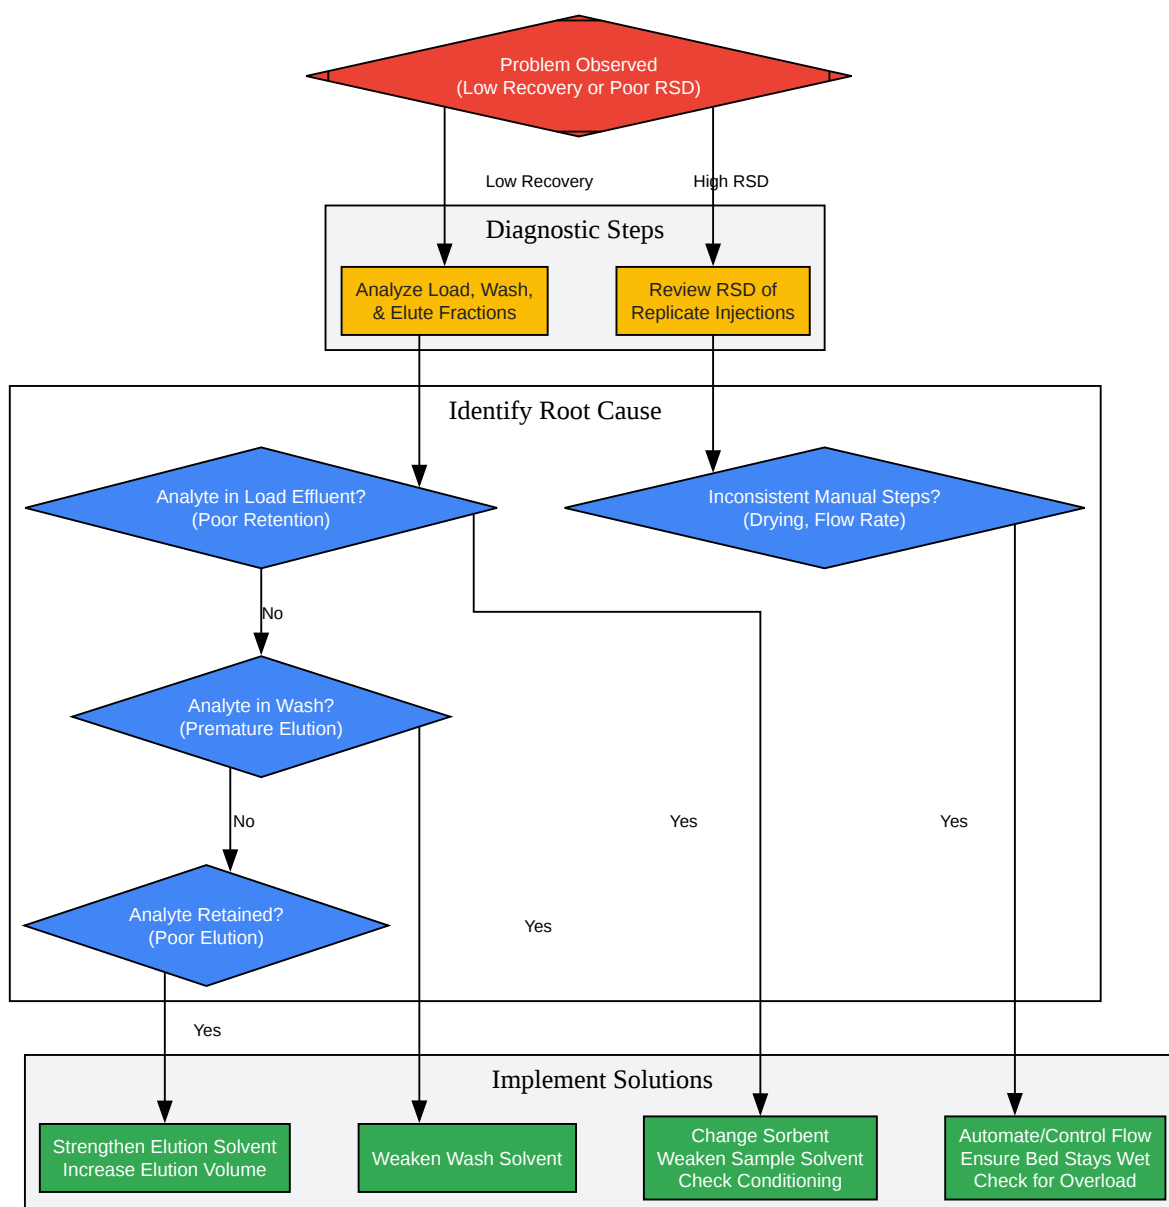 Problem Observed
(Low Recovery or Poor RSD)
Low Recovery
High RSD
Diagnostic Steps
Analyze Load, Wash,
& Elute Fractions
Review RSD of
Replicate Injections
Identify Root Cause
Analyte in Load Effluent?
(Poor Retention)
Inconsistent Manual Steps?
(Drying, Flow Rate)
No
Analyte in Wash?
(Premature Elution)
No
Yes
Yes
Analyte Retained?
(Poor Elution)
Yes
Yes
Implement Solutions
Strengthen Elution Solvent
Increase Elution Volume
Weaken Wash Solvent
Change Sorbent
Weaken Sample Solvent
Check Conditioning
Automate/Control Flow
Ensure Bed Stays Wet
Check for Overload